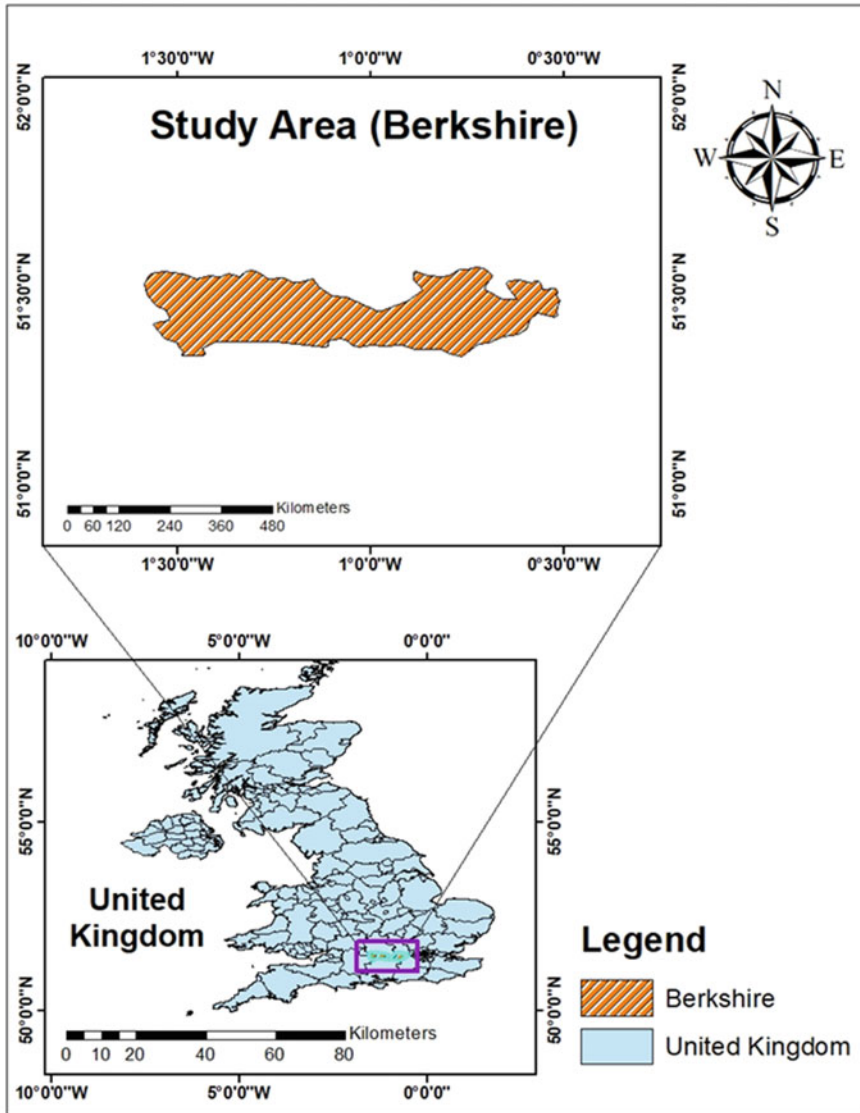 1°30'0"W 1°0'0"W 0°30'0"W
52°0'0"N
52°0'0"N
Study Area (Berkshire)
N
W E
S
51°30'0"N
51°30'0"N
51°0'0"N
51°0'0"N
Kilometers
0 60 120 240 360 480
1°30'0"W 1°0'0"W 0°30'0"W
10°0'0"W 5°0'0"W 0°0'0"
55°0'0"N
55°0'0"N
United
Kingdom
50°0'0"N
50°0'0"N
Kilometers
0 10 20 40 60 80
10°0'0"W 5°0'0"W 0°0'0"
Legend
Berkshire
United Kingdom